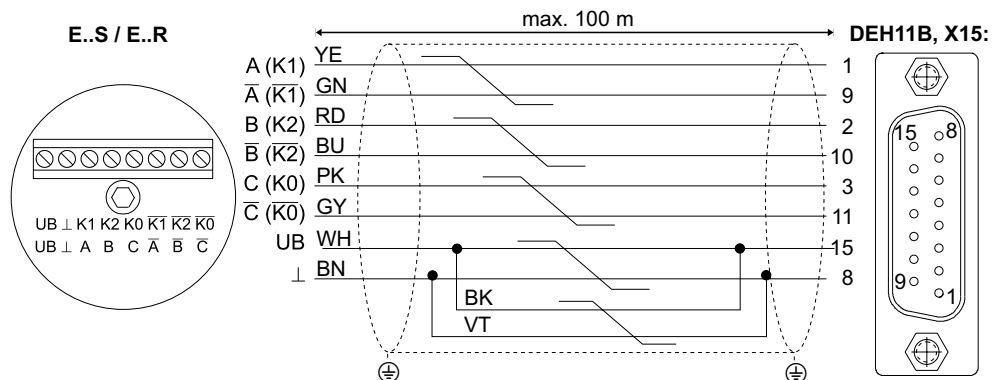 E..S / E..R
UB ⊥ K1 K2 K0 K̅1̅ K̅2̅ K̅0̅
UB ⊥ A B C A̅ B̅ C̅
max. 100 m
A (K1) YE 1
A̅ (K̅1̅) GN 9
B (K2) RD 2
B̅ (K̅2̅) BU 10
C (K0) PK 3
C̅ (K̅0̅) GY 11
UB WH 15
⊥ BN 8
BK
VT
DEH11B, X15:
15 8
9 1